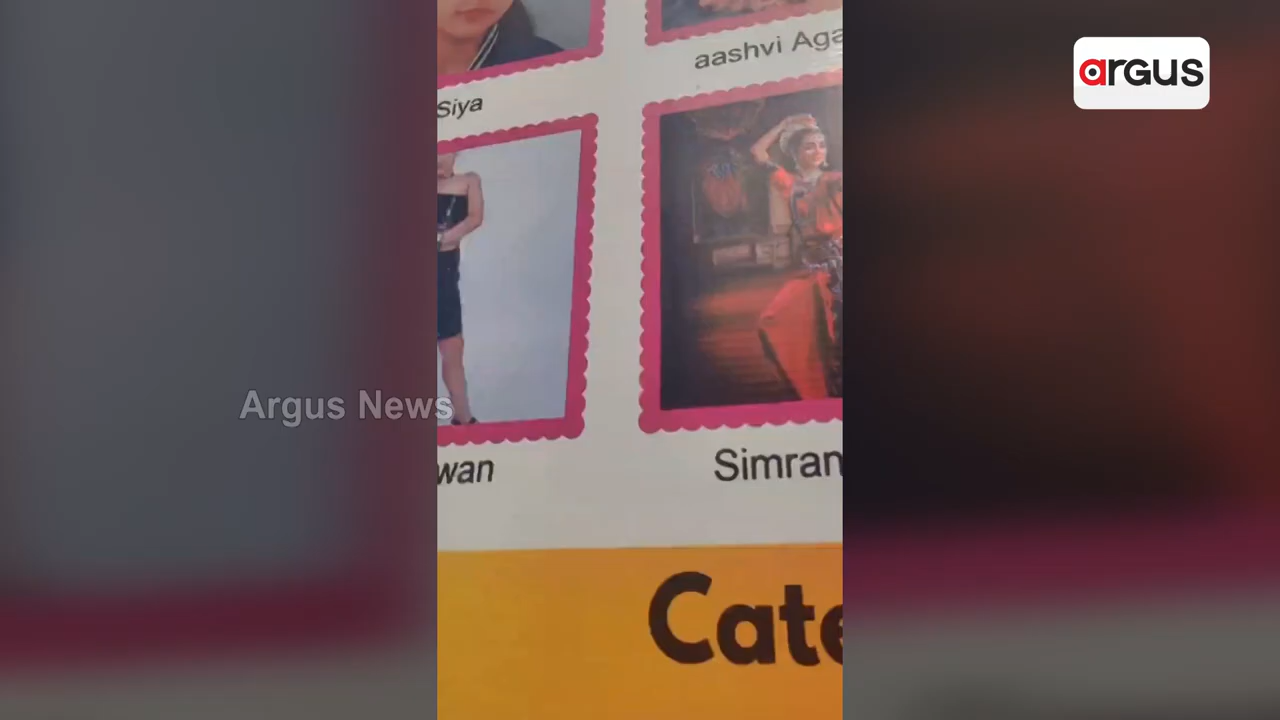 argus
aashvi Aga
Siya
Argus News
wan
Simran
Cate